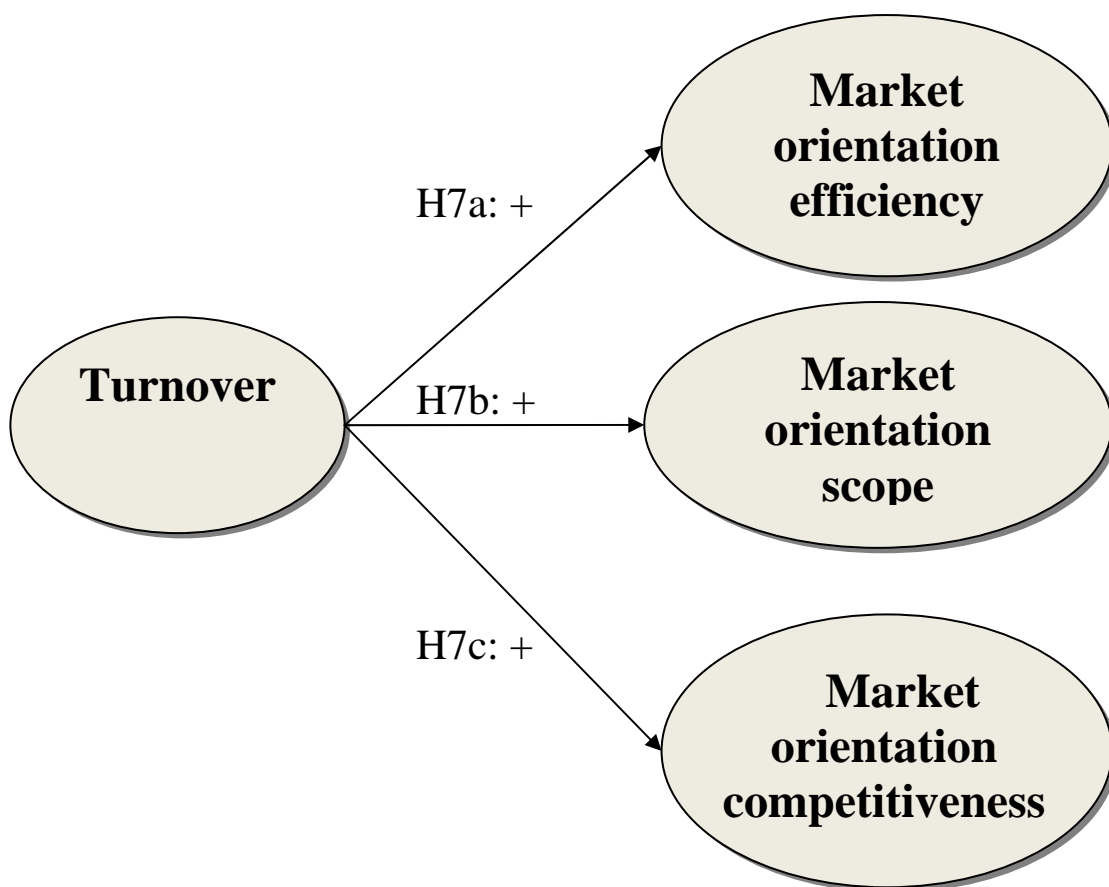 Market
orientation
efficiency
H7a: +
Turnover
H7b: +
Market
orientation
scope
H7c: +
Market
orientation
competitiveness